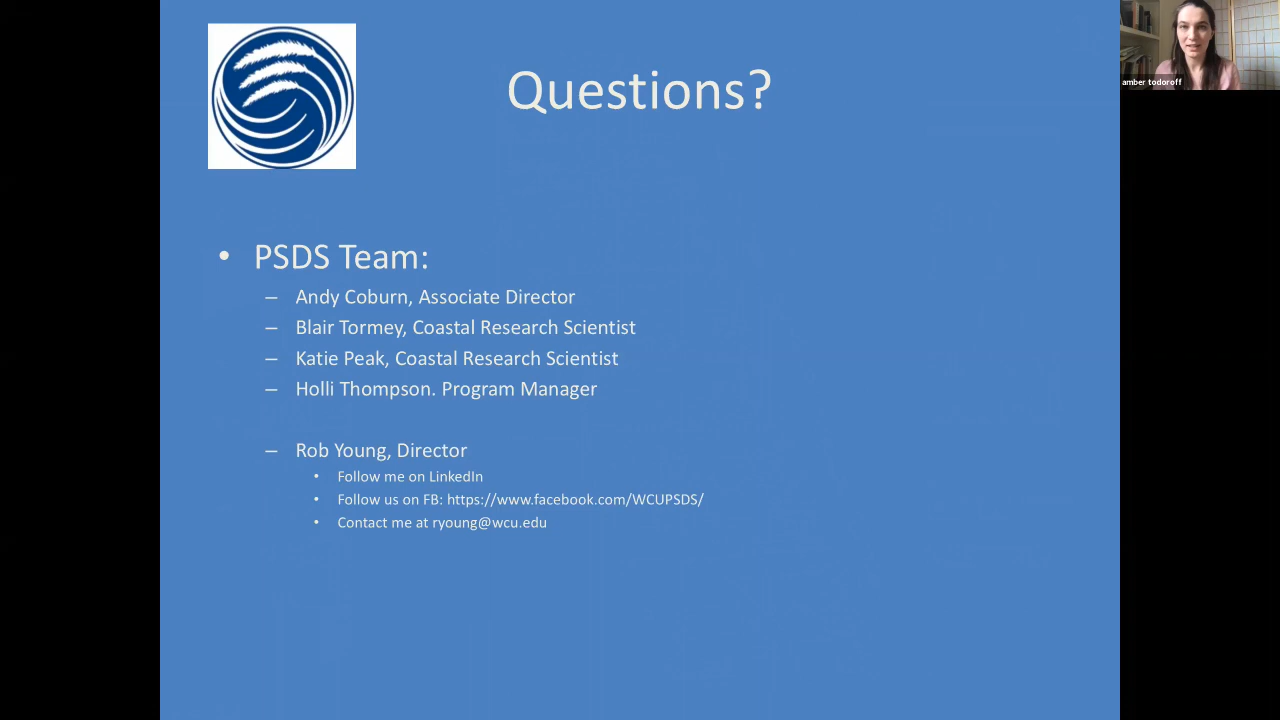 Questions?
amber todoroff
• PSDS Team:
– Andy Coburn, Associate Director
– Blair Tormey, Coastal Research Scientist
– Katie Peak, Coastal Research Scientist
– Holli Thompson. Program Manager
– Rob Young, Director
• Follow me on LinkedIn
• Follow us on FB: https://www.facebook.com/WCUPSDS/
• Contact me at ryoung@wcu.edu